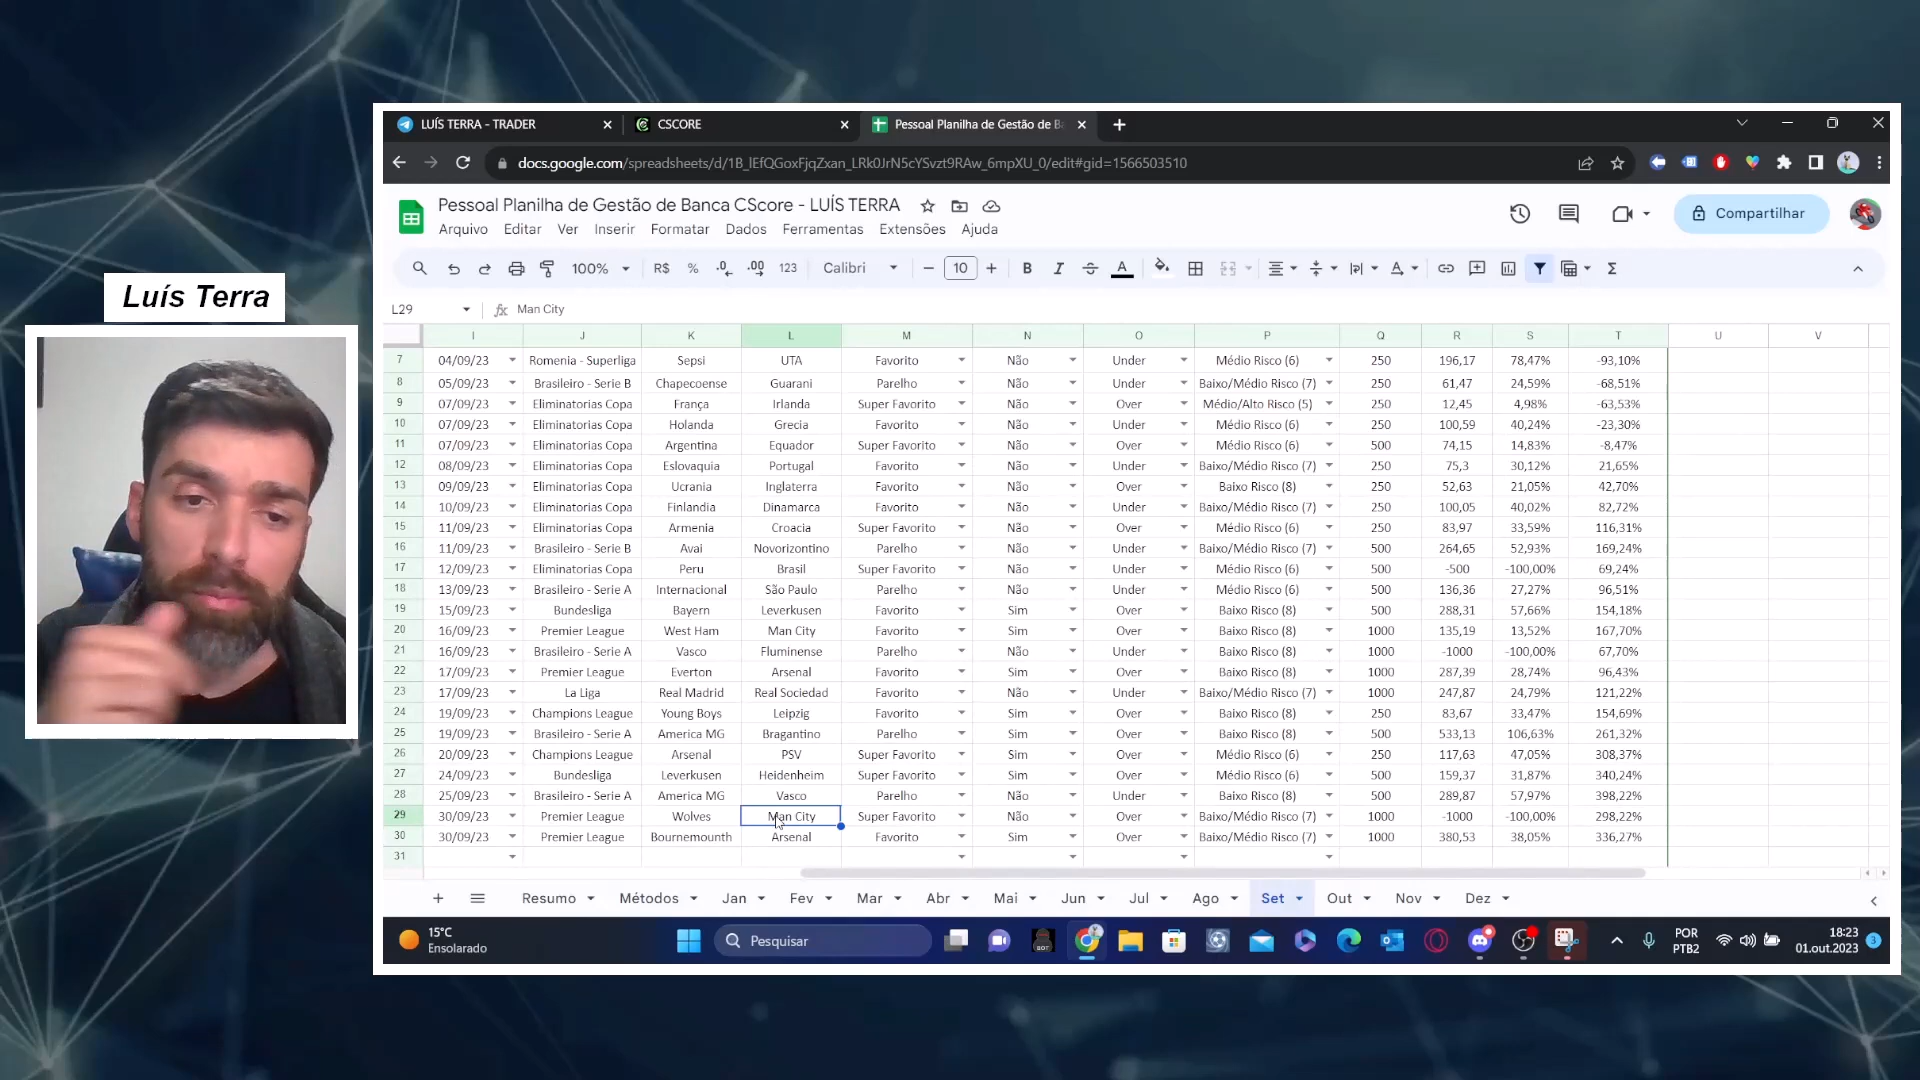 LUÍS TERRA - TRADER
CSCORE
Pessoal Planilha de Gestão de Ba
docs.google.com/spreadsheets/d/1B_lEfQGoxFjqZxan_LRk0JrN5cYSvzt9RAw_6mpXU_0/edit#gid=1566503510
Pessoal Planilha de Gestão de Banca CScore - LUÍS TERRA
Compartilhar
Arquivo Editar Ver Inserir Formatar Dados Ferramentas Extensões Ajuda
100% R$ % .0 .00 123 Calibri 10 B I A
Luís Terra
L29 fx Man City
I J K L M N O P Q R S T U V
7 04/09/23 Romenia - Superliga Sepsi UTA Favorito Não Under Médio Risco (6) 250 196,17 78,47% -93,10%
8 05/09/23 Brasileiro - Serie B Chapecoense Guarani Parelho Não Under Baixo/Médio Risco (7) 250 61,47 24,59% -68,51%
9 07/09/23 Eliminatorias Copa França Irlanda Super Favorito Não Over Médio/Alto Risco (5) 250 12,45 4,98% -63,53%
10 07/09/23 Eliminatorias Copa Holanda Grecia Favorito Não Under Médio Risco (6) 250 100,59 40,24% -23,30%
11 07/09/23 Eliminatorias Copa Argentina Equador Super Favorito Não Under Médio Risco (6) 500 74,15 14,83% -8,47%
12 08/09/23 Eliminatorias Copa Eslovaquia Portugal Favorito Não Under Baixo/Médio Risco (7) 250 75,3 30,12% 21,65%
13 09/09/23 Eliminatorias Copa Ucrania Inglaterra Favorito Não Over Baixo Risco (8) 250 52,63 21,05% 42,70%
14 10/09/23 Eliminatorias Copa Finlandia Dinamarca Favorito Não Under Baixo/Médio Risco (7) 250 100,05 40,02% 82,72%
15 11/09/23 Eliminatorias Copa Armenia Croacia Super Favorito Não Over Médio Risco (6) 250 83,97 33,59% 116,31%
16 11/09/23 Brasileiro - Serie B Avai Novorizontino Parelho Não Under Baixo/Médio Risco (7) 500 264,65 52,93% 169,24%
17 12/09/23 Eliminatorias Copa Peru Brasil Super Favorito Não Under Médio Risco (6) 500 -500 -100,00% 69,24%
18 13/09/23 Brasileiro - Serie A Internacional São Paulo Parelho Não Under Médio Risco (6) 500 136,36 27,27% 96,51%
19 15/09/23 Bundesliga Bayern Leverkusen Favorito Sim Over Baixo Risco (8) 500 288,31 57,66% 154,18%
20 16/09/23 Premier League West Ham Man City Favorito Sim Over Baixo Risco (8) 1000 135,19 13,52% 167,70%
21 16/09/23 Brasileiro - Serie A Vasco Fluminense Parelho Não Under Baixo Risco (8) 1000 -1000 -100,00% 67,70%
22 17/09/23 Premier League Everton Arsenal Favorito Sim Over Baixo Risco (8) 1000 287,39 28,74% 96,43%
23 17/09/23 La Liga Real Madrid Real Sociedad Favorito Não Under Baixo/Médio Risco (7) 1000 247,87 24,79% 121,22%
24 19/09/23 Champions League Young Boys Leipzig Favorito Sim Over Baixo Risco (8) 250 83,67 33,47% 154,69%
25 19/09/23 Brasileiro - Serie A America MG Bragantino Parelho Sim Over Baixo Risco (8) 500 533,13 106,63% 261,32%
26 20/09/23 Champions League Arsenal PSV Super Favorito Sim Over Médio Risco (6) 250 117,63 47,05% 308,37%
27 24/09/23 Bundesliga Leverkusen Heidenheim Super Favorito Sim Over Médio Risco (6) 500 159,37 31,87% 340,24%
28 25/09/23 Brasileiro - Serie A America MG Vasco Parelho Não Under Baixo Risco (8) 500 289,87 57,97% 398,22%
29 30/09/23 Premier League Wolves Man City Super Favorito Não Over Baixo/Médio Risco (7) 1000 -1000 -100,00% 298,22%
30 30/09/23 Premier League Bournemouth Arsenal Favorito Sim Over Baixo/Médio Risco (7) 1000 380,53 38,05% 336,27%
31
Resumo Métodos Jan Fev Mar Abr Mai Jun Jul Ago Set Out Nov Dez
15°C
Ensolarado
Pesquisar
BOT
POR
PTB2
18:23
01.out.2023
3